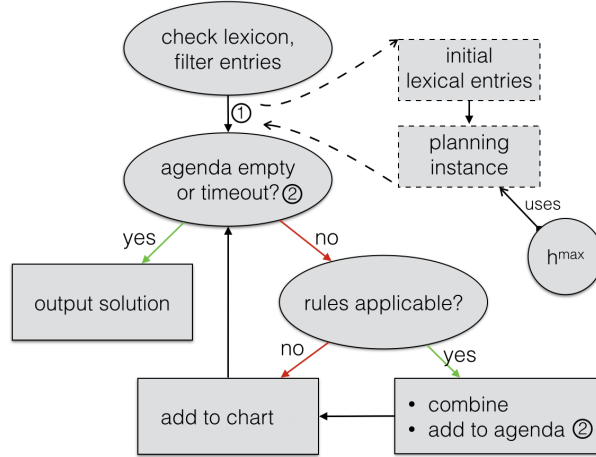 check lexicon,
filter entries
initial
lexical entries
①
planning
instance
agenda empty
or timeout? ②
uses
yes
no
h^max
output solution
rules applicable?
no
yes
add to chart
• combine
• add to agenda ②